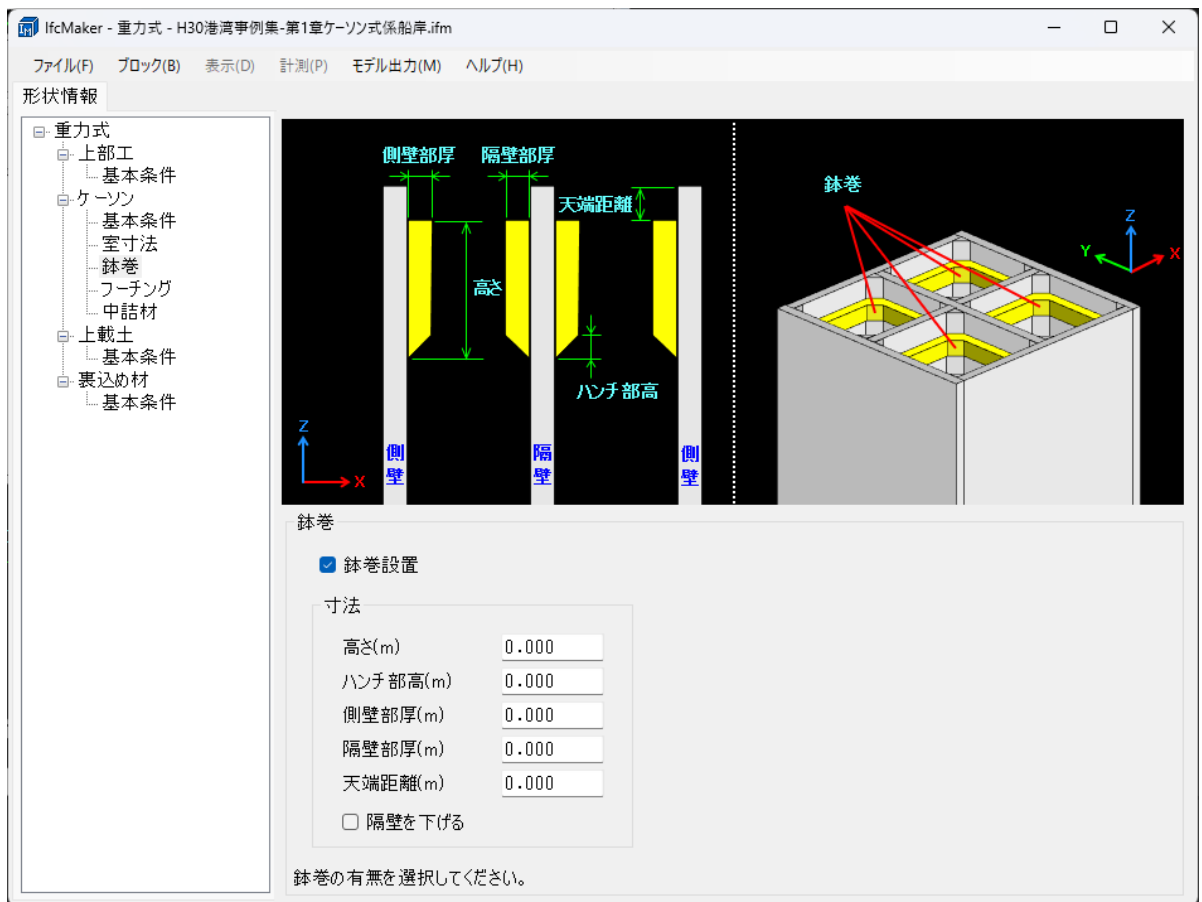 IfcMaker - 重力式 - H30港湾事例集-第1章ケーソン式係船岸.ifm
ファイル(F) ブロック(B) 表示(D) 計測(P) モデル出力(M) ヘルプ(H)
形状情報
重力式
上部工
基本条件
ケーソン
基本条件
室寸法
鉢巻
フーチング
中詰材
上載土
基本条件
裏込め材
基本条件
側壁部厚 隔壁部厚
天端距離
高さ
ハンチ部高
Z
X
側壁
隔壁
側壁
鉢巻
Z
Y
X
鉢巻
鉢巻設置
寸法
高さ(m) 0.000
ハンチ部高(m) 0.000
側壁部厚(m) 0.000
隔壁部厚(m) 0.000
天端距離(m) 0.000
隔壁を下げる
鉢巻の有無を選択してください。